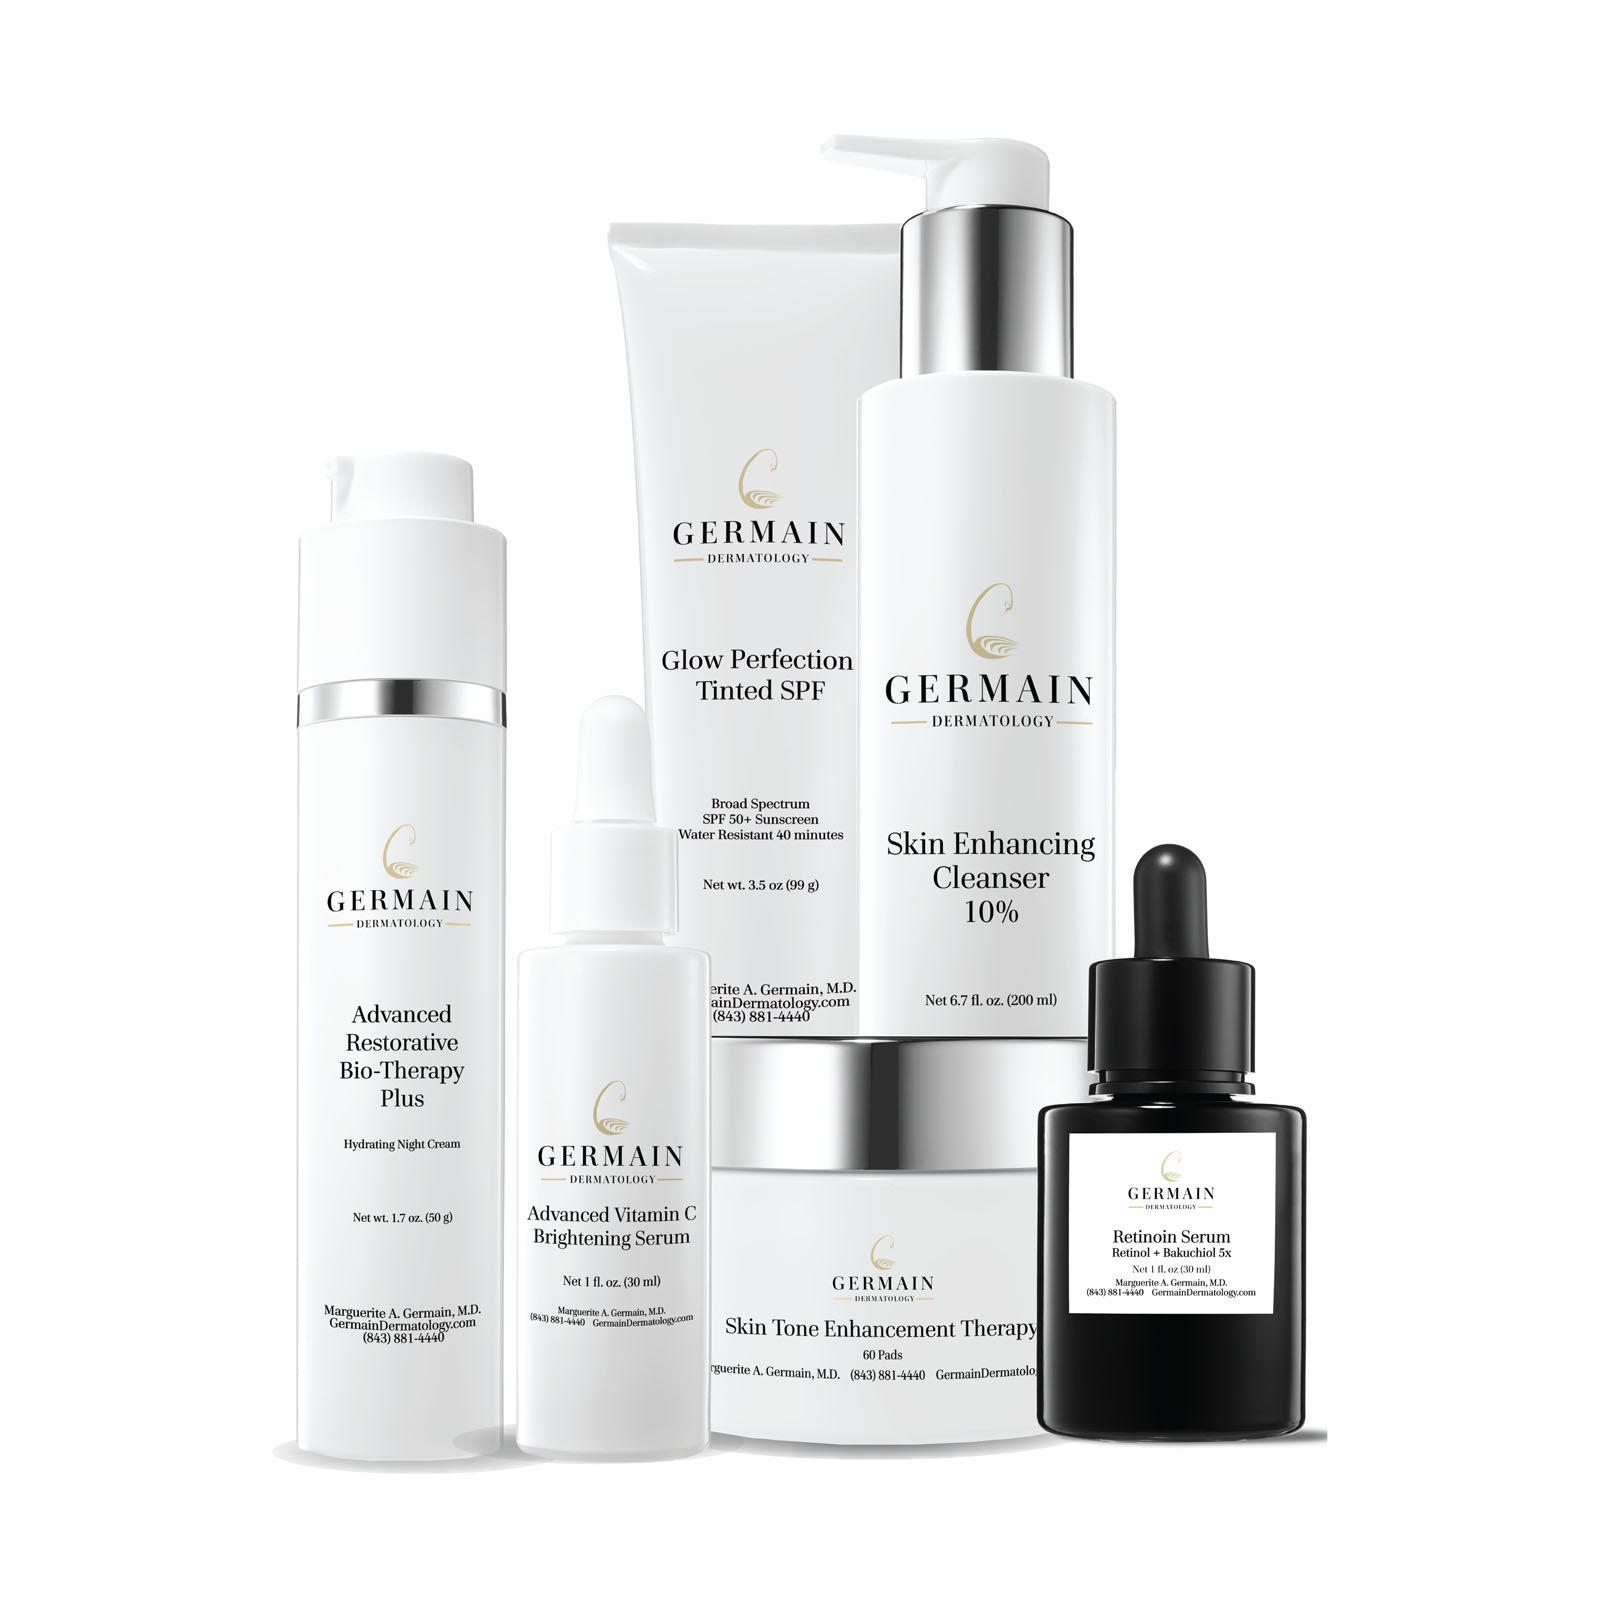 GERMAIN
DERMATOLOGY
Glow Perfection
Tinted SPF
Broad Spectrum
SPF 50+ Sunscreen
Water Resistant 40 minutes
Net wt. 3.5 oz (99 g)
A. Germain, M.D.
(843) 881-4440
GERMAIN
DERMATOLOGY
Skin Enhancing
Cleanser
10%
Net 6.7 fl. oz. (200 ml)
GERMAIN
DERMATOLOGY
Advanced
Restorative
Bio-Therapy
Plus
Hydrating Night Cream
Net wt. 1.7 oz. (50 g)
Marguerite A. Germain, M.D.
GermainDermatology.com
(843) 881-4440
GERMAIN
DERMATOLOGY
Advanced Vitamin C
Brightening Serum
Net 1 fl. oz. (30 ml)
Marguerite A. Germain, M.D.
(843) 881-4440 GermainDermatology.com
GERMAIN
DERMATOLOGY
Skin Tone Enhancement Therapy
60 Pads
A. Germain, M.D. (843) 881-4440
GERMAIN
DERMATOLOGY
Retinoin Serum
Retinol + Bakuchiol 5x
Net 1 fl. oz (30 ml)
Marguerite A. Germain, M.D.
(843) 881-4440 GermainDermatology.com